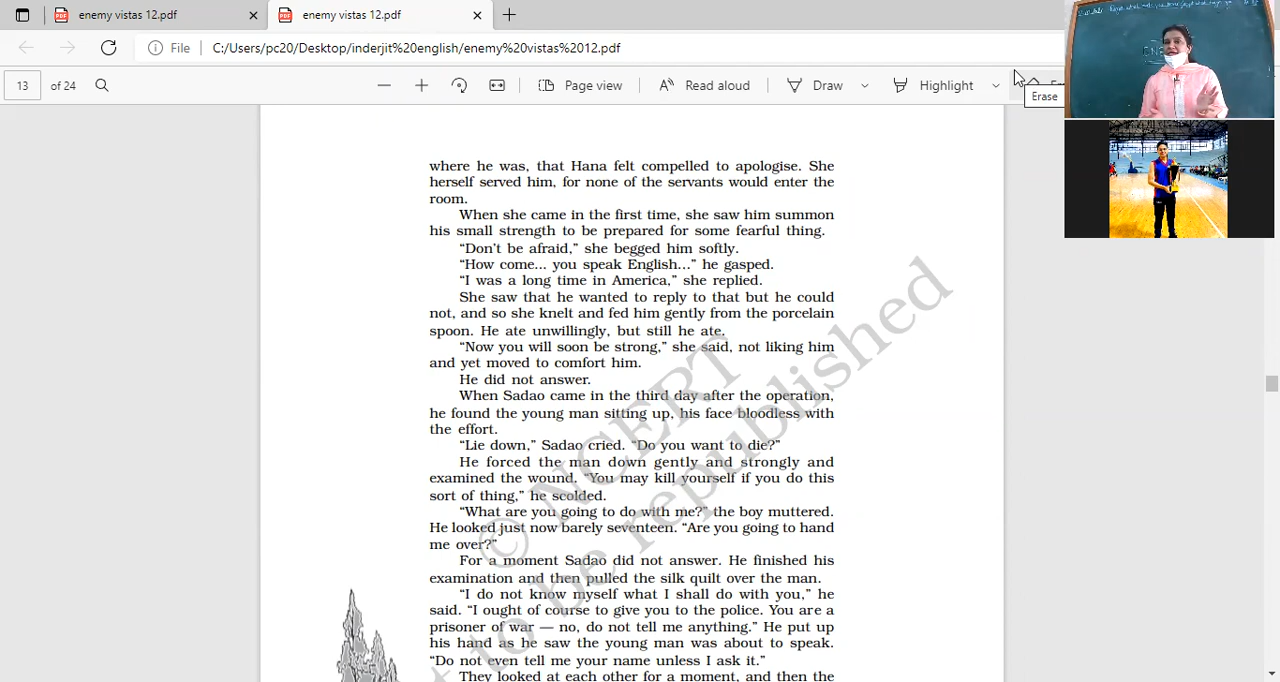 enemy vistas 12.pdf
enemy vistas 12.pdf
File C:/Users/pc20/Desktop/inderjit%20english/enemy%20vistas%2012.pdf
13 of 24 Page view Read aloud Draw Highlight
Erase
where he was, that Hana felt compelled to apologise. She
herself served him, for none of the servants would enter the
room.
When she came in the first time, she saw him summon
his small strength to be prepared for some fearful thing.
“Don't be afraid,” she begged him softly.
“How come... you speak English...” he gasped.
“I was a long time in America,” she replied.
She saw that he wanted to reply to that but he could
not, and so she knelt and fed him gently from the porcelain
spoon. He ate unwillingly, but still he ate.
“Now you will soon be strong,” she said, not liking him
and yet moved to comfort him.
He did not answer.
When Sadao came in the third day after the operation,
he found the young man sitting up, his face bloodless with
the effort.
“Lie down,” Sadao cried. “Do you want to die?”
He forced the man down gently and strongly and
examined the wound. “You may kill yourself if you do this
sort of thing,” he scolded.
“What are you going to do with me?” the boy muttered.
He looked just now barely seventeen. “Are you going to hand
me over?”
For a moment Sadao did not answer. He finished his
examination and then pulled the silk quilt over the man.
“I do not know myself what I shall do with you,” he
said. “I ought of course to give you to the police. You are a
prisoner of war — no, do not tell me anything.” He put up
his hand as he saw the young man was about to speak.
“Do not even tell me your name unless I ask it.”
They looked at each other for a moment, and then the
© NCERT
not to be republished